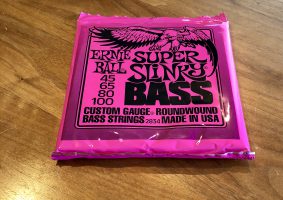 ERNIE BALL
SUPER SLINKY BASS
45
65
80
100
CUSTOM GAUGE® ROUNDWOUND
BASS STRINGS 2834 MADE IN USA